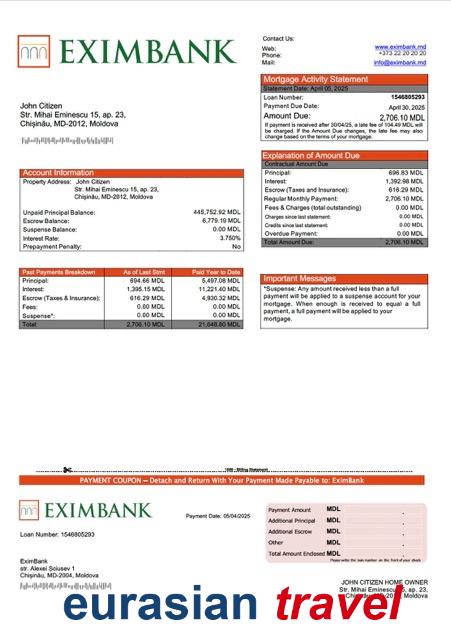 EXIMBANK
Contact Us:
Web: www.eximbank.md
Phone: +373 22 20 20 20
Mail: info@eximbank.md
Mortgage Activity Statement
Statement Date: April 05, 2025
Loan Number: 1546805293
Payment Due Date: April 30, 2025
Amount Due: 2,706.10 MDL
If payment is received after 30/04/25, a late fee of 104.49 MDL will
be charged. If the Amount Due changes, the late fee may also
change based on the terms of your mortgage.
John Citizen
Str. Mihai Eminescu 15, ap. 23,
Chișinău, MD-2012, Moldova
Explanation of Amount Due
Contractual Amount Due
Principal: 696.83 MDL
Interest: 1,392.98 MDL
Escrow (Taxes and Insurance): 616.29 MDL
Regular Monthly Payment: 2,706.10 MDL
Fees & Charges (total outstanding) 0.00 MDL
Charges since last statement: 0.00 MDL
Credits since last statement: 0.00 MDL
Overdue Payment: 0.00 MDL
Total Amount Due: 2,706.10 MDL
Account Information
Property Address: John Citizen
Str. Mihai Eminescu 15, ap. 23,
Chișinău, MD-2012, Moldova
Unpaid Principal Balance: 445,752.92 MDL
Escrow Balance: 6,779.19 MDL
Suspense Balance: 0.00 MDL
Interest Rate: 3.750%
Prepayment Penalty: No
Past Payments Breakdown As of Last Stmt Paid Year to Date
Principal: 694.66 MDL 5,497.08 MDL
Interest: 1,395.15 MDL 11,221.40 MDL
Escrow (Taxes & Insurance): 616.29 MDL 4,930.32 MDL
Fees: 0.00 MDL 0.00 MDL
Suspense*: 0.00 MDL 0.00 MDL
Total: 2,706.10 MDL 21,648.80 MDL
Important Messages
*Suspense: Any amount received less than a full
payment will be applied to a suspense account for your
mortgage. When enough is received to equal a full
payment, a full payment will be applied to your
mortgage.
Billing Statement
PAYMENT COUPON – Detach and Return With Your Payment Made Payable to: EximBank
EXIMBANK
Payment Date: 05/04/2025
Loan Number: 1546805293
Payment Amount MDL
Additional Principal MDL
Additional Escrow MDL
Other MDL
Total Amount Enclosed MDL
Please write the loan number on the front of your check.
EximBank
str. Alexei Șciusev 1
Chișinău, MD-2004, Moldova
JOHN CITIZEN HOME OWNER
Str. Mihai Eminescu
eurasian travel